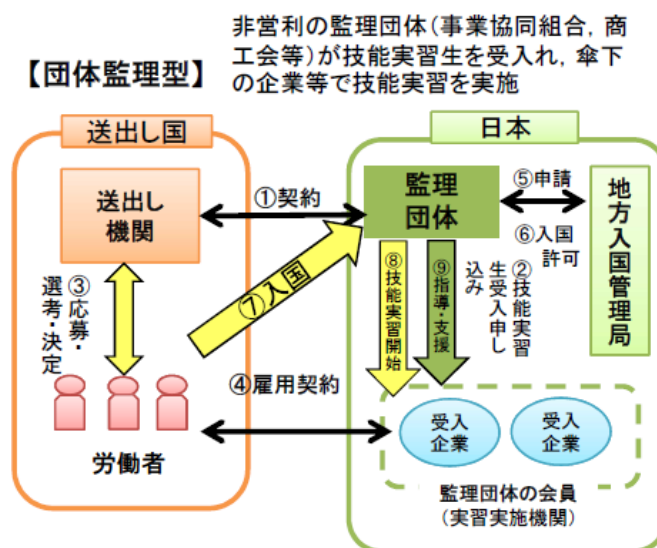 非営利の監理団体（事業協同組合，商
工会等）が技能実習生を受入れ，傘下
の企業等で技能実習を実施
【団体監理型】
送出し国
日本
送出し
機関
①契約
監理
団体
⑤申請
⑥入国
許可
地方入国管理局
③応募・
選考・決定
⑦入国
⑧技能実習開始
⑨指導・支援
②技能実習
生受入申し
込み
④雇用契約
労働者
受入
企業
受入
企業
監理団体の会員
（実習実施機関）